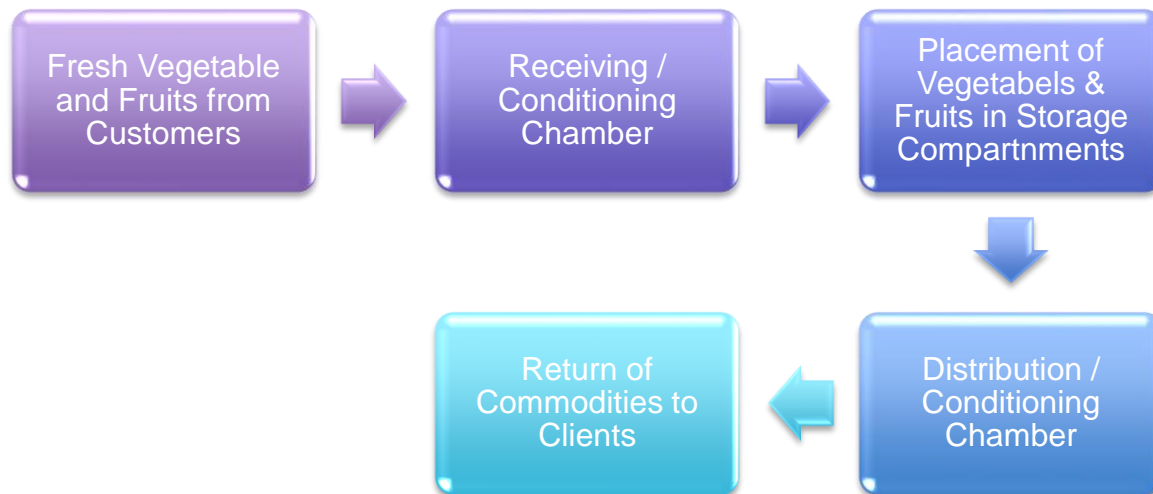 Fresh Vegetable
and Fruits from
Customers
Receiving /
Conditioning
Chamber
Placement of
Vegetabels &
Fruits in Storage
Compartnments
Distribution /
Conditioning
Chamber
Return of
Commodities to
Clients